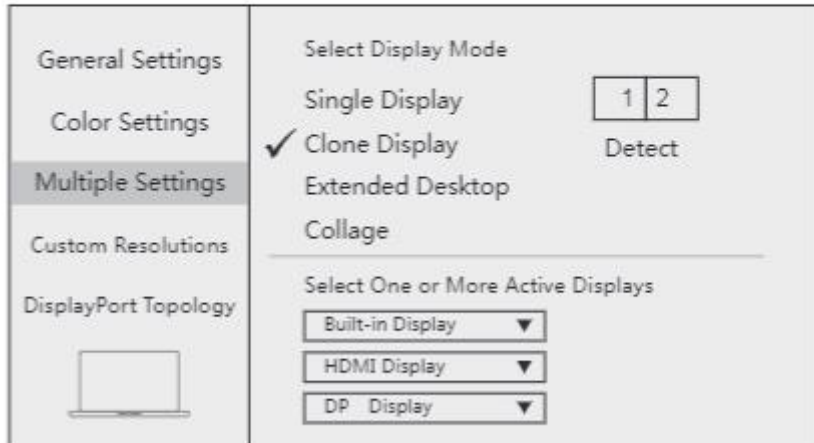 General Settings
Color Settings
Multiple Settings
Custom Resolutions
DisplayPort Topology
Select Display Mode
Single Display
Clone Display
Extended Desktop
Collage
1 2
Detect
Select One or More Active Displays
Built-in Display
HDMI Display
DP Display